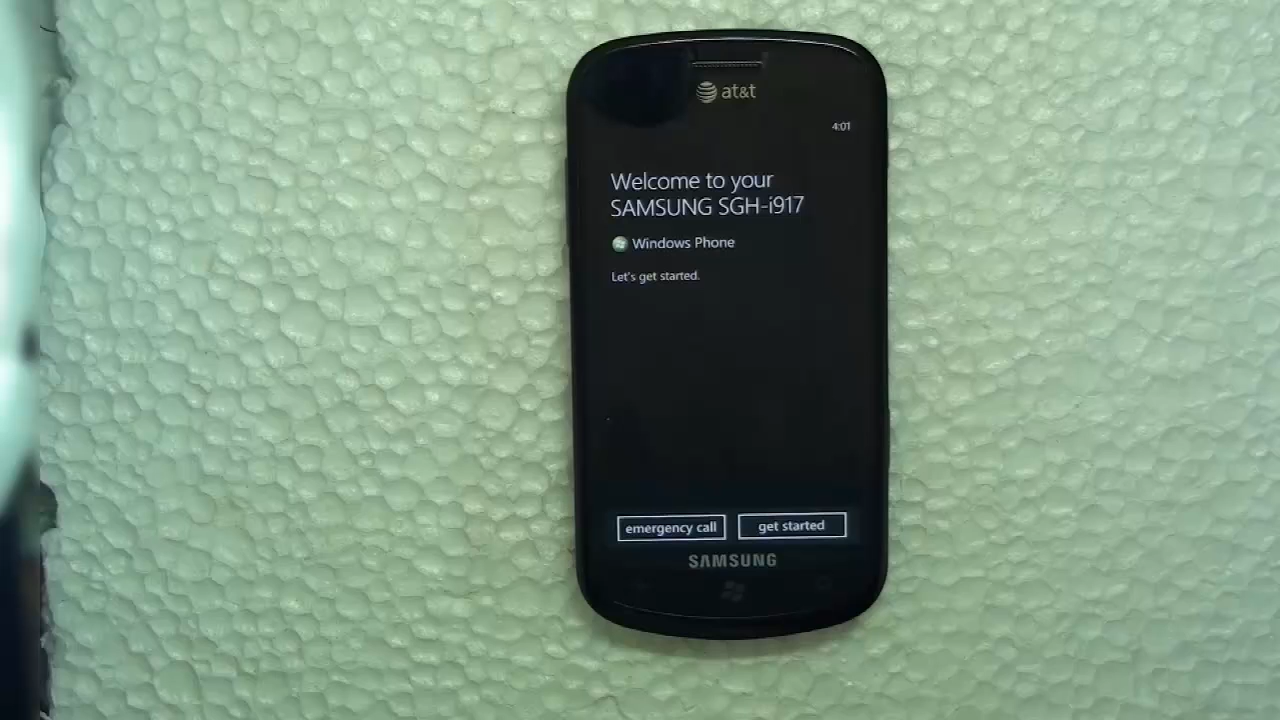 at&t
4:01
Welcome to your
SAMSUNG SGH-i917
Windows Phone
Let's get started.
emergency call
get started
SAMSUNG